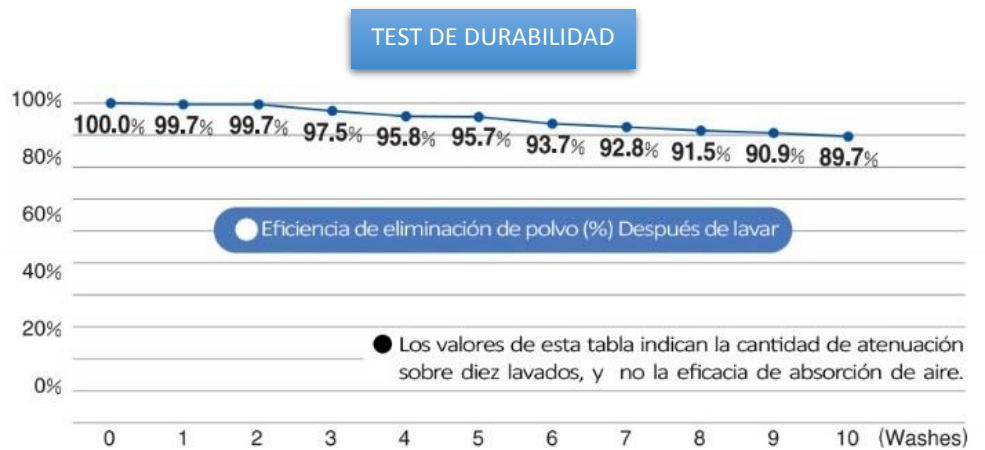 TEST DE DURABILIDAD
100%
100.0% 99.7% 99.7% 97.5% 95.8% 95.7% 93.7% 92.8% 91.5% 90.9% 89.7%
80%
60%
Eficiencia de eliminación de polvo (%) Después de lavar
40%
20%
Los valores de esta tabla indican la cantidad de atenuación
sobre diez lavados, y no la eficacia de absorción de aire.
0%
0 1 2 3 4 5 6 7 8 9 10 (Washes)